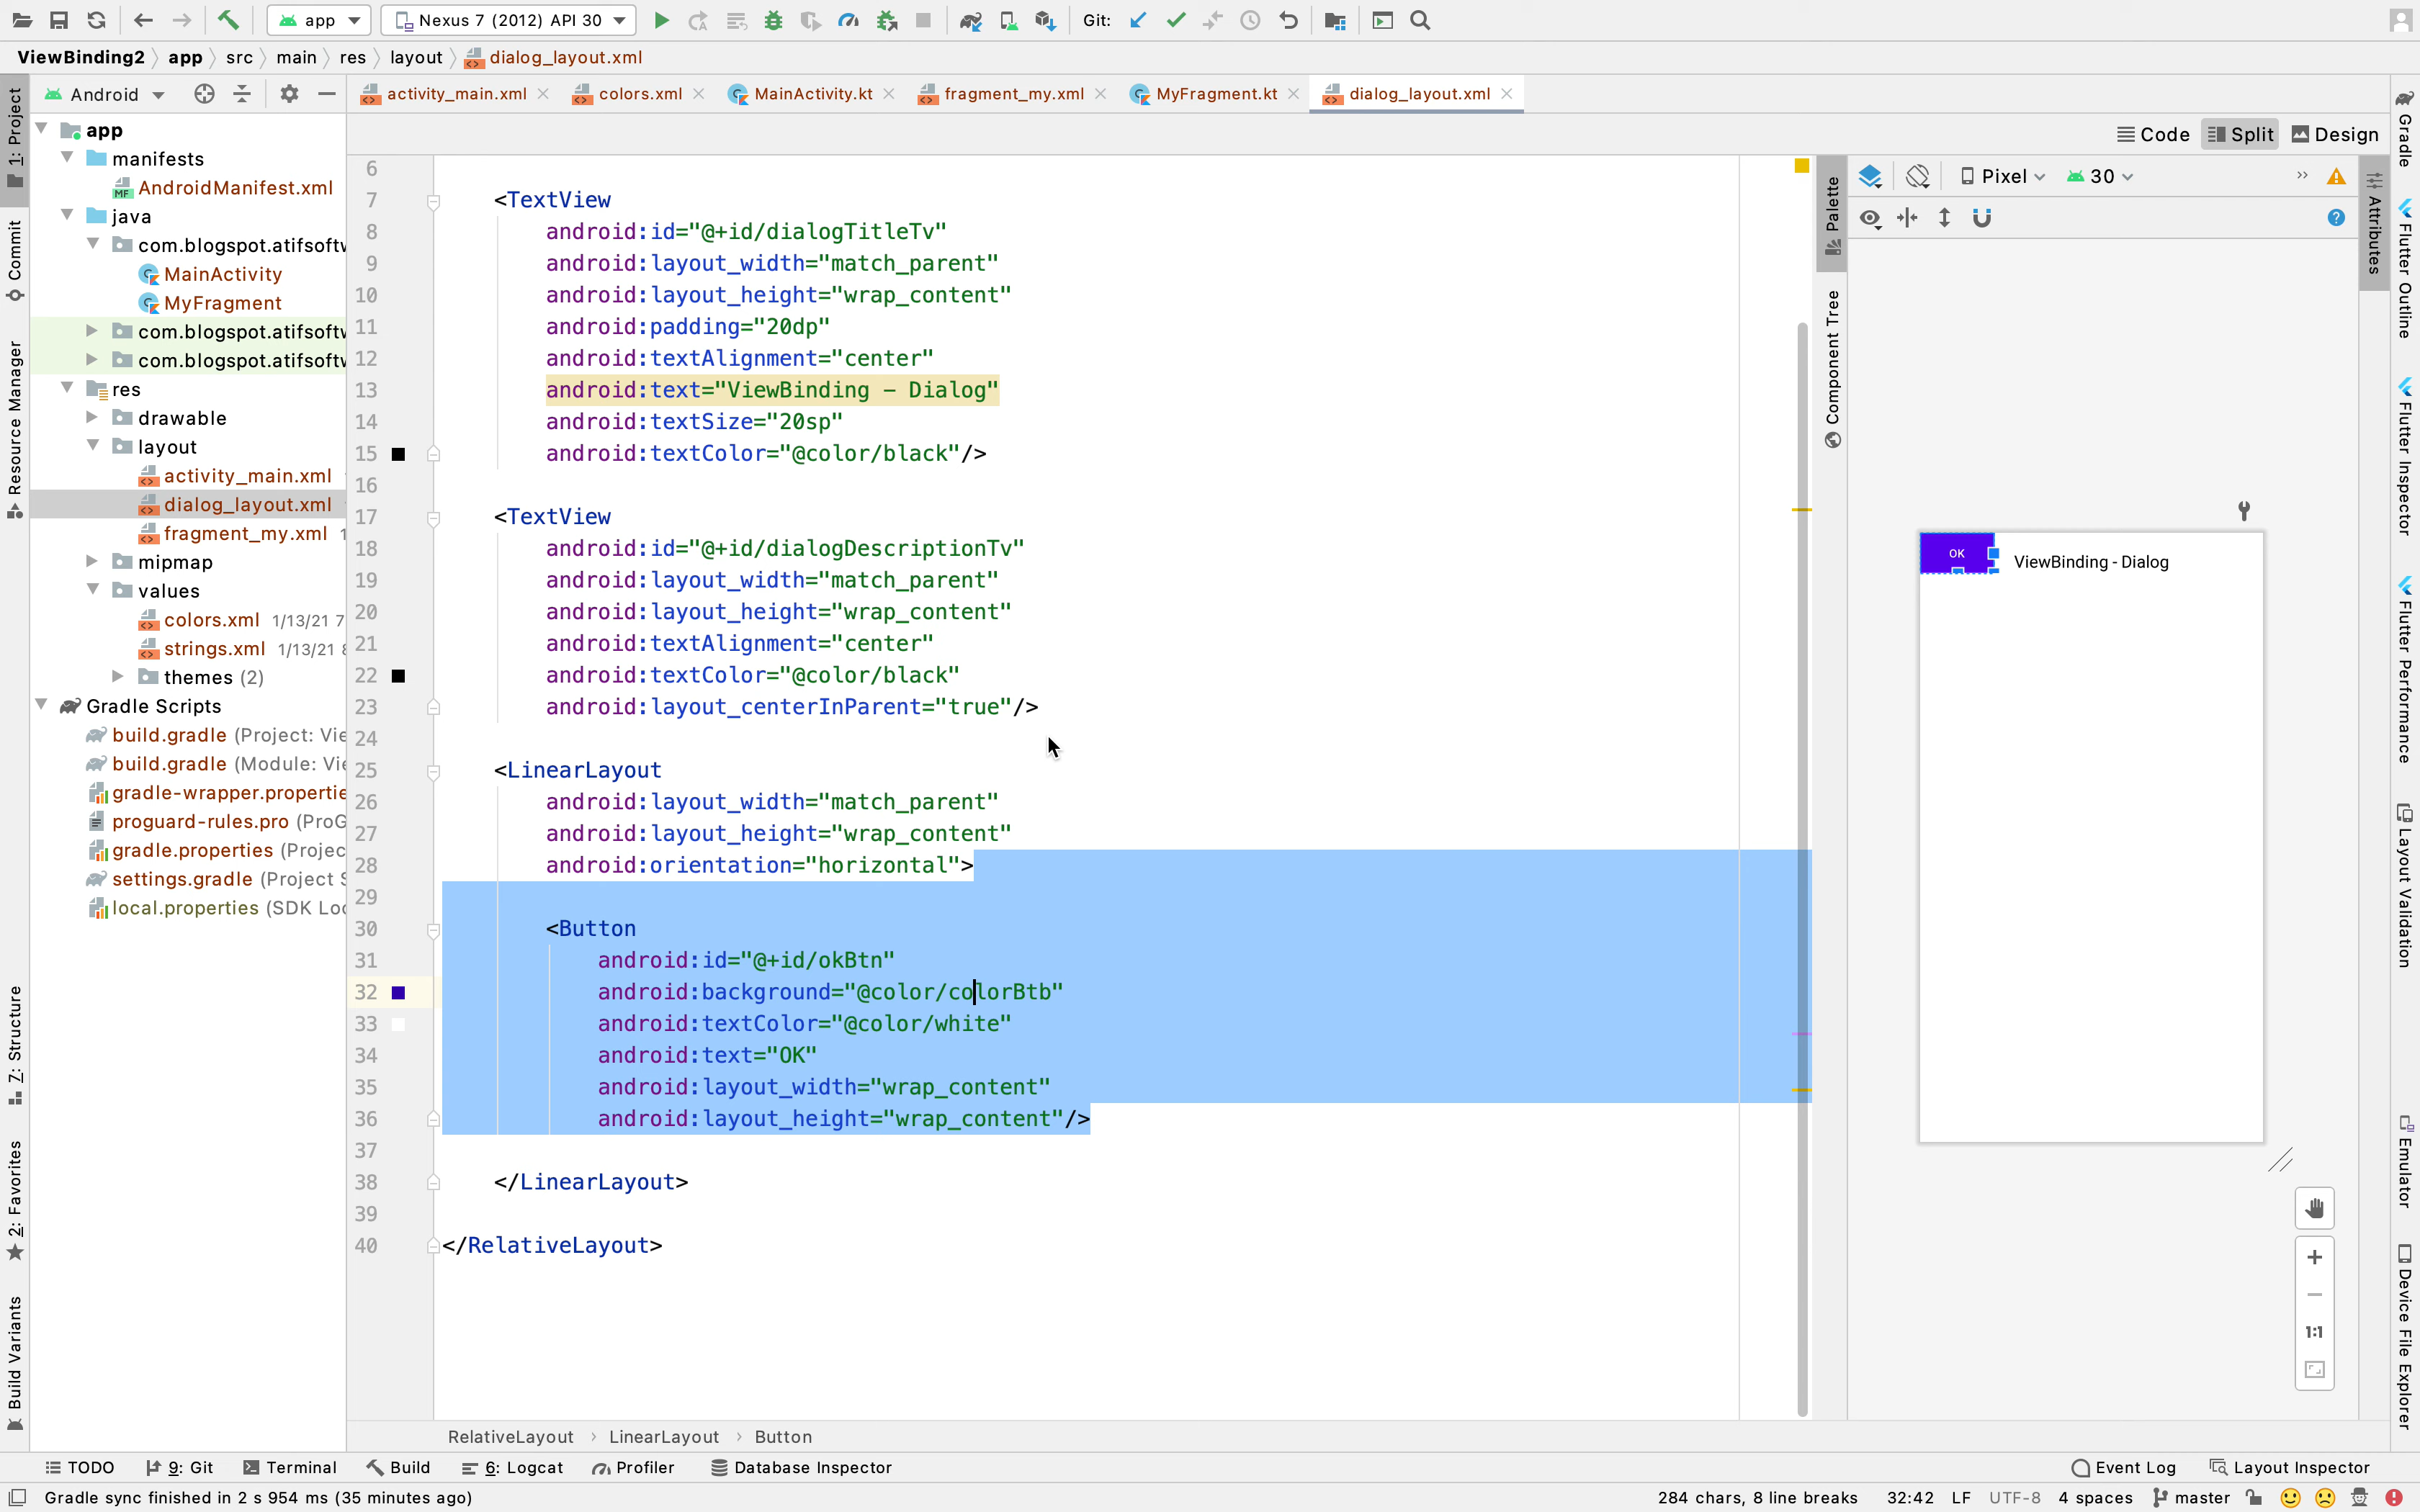 app
Nexus 7 (2012) API 30
Git:
ViewBinding2 app src main res layout dialog_layout.xml
Android
activity_main.xml
colors.xml
MainActivity.kt
fragment_my.xml
MyFragment.kt
dialog_layout.xml
Code
Split
Design
1: Project
Commit
Resource Manager
Z: Structure
2: Favorites
Build Variants
app
manifests
AndroidManifest.xml
java
com.blogspot.atifsoftw
MainActivity
MyFragment
com.blogspot.atifsoftw
com.blogspot.atifsoftw
res
drawable
layout
activity_main.xml
dialog_layout.xml
fragment_my.xml 1
mipmap
values
colors.xml 1/13/21 7
strings.xml 1/13/21 8
themes (2)
Gradle Scripts
build.gradle (Project: Vie
build.gradle (Module: Vie
gradle-wrapper.propertie
proguard-rules.pro (ProG
gradle.properties (Projec
settings.gradle (Project S
local.properties (SDK Loc
6
7 <TextView
8 android:id="@+id/dialogTitleTv"
9 android:layout_width="match_parent"
10 android:layout_height="wrap_content"
11 android:padding="20dp"
12 android:textAlignment="center"
13 android:text="ViewBinding - Dialog"
14 android:textSize="20sp"
15 android:textColor="@color/black"/>
16
17 <TextView
18 android:id="@+id/dialogDescriptionTv"
19 android:layout_width="match_parent"
20 android:layout_height="wrap_content"
21 android:textAlignment="center"
22 android:textColor="@color/black"
23 android:layout_centerInParent="true"/>
24
25 <LinearLayout
26 android:layout_width="match_parent"
27 android:layout_height="wrap_content"
28 android:orientation="horizontal">
29
30 <Button
31 android:id="@+id/okBtn"
32 android:background="@color/colorBtb"
33 android:textColor="@color/white"
34 android:text="OK"
35 android:layout_width="wrap_content"
36 android:layout_height="wrap_content"/>
37
38 </LinearLayout>
39
40 </RelativeLayout>
Palette
Component Tree
Pixel
30
OK
ViewBinding - Dialog
1:1
Attributes
Gradle
Flutter Outline
Flutter Inspector
Flutter Performance
Layout Validation
Emulator
Device File Explorer
RelativeLayout › LinearLayout › Button
TODO
9: Git
Terminal
Build
6: Logcat
Profiler
Database Inspector
Event Log
Layout Inspector
Gradle sync finished in 2 s 954 ms (35 minutes ago)
284 chars, 8 line breaks
32:42
LF
UTF-8
4 spaces
master